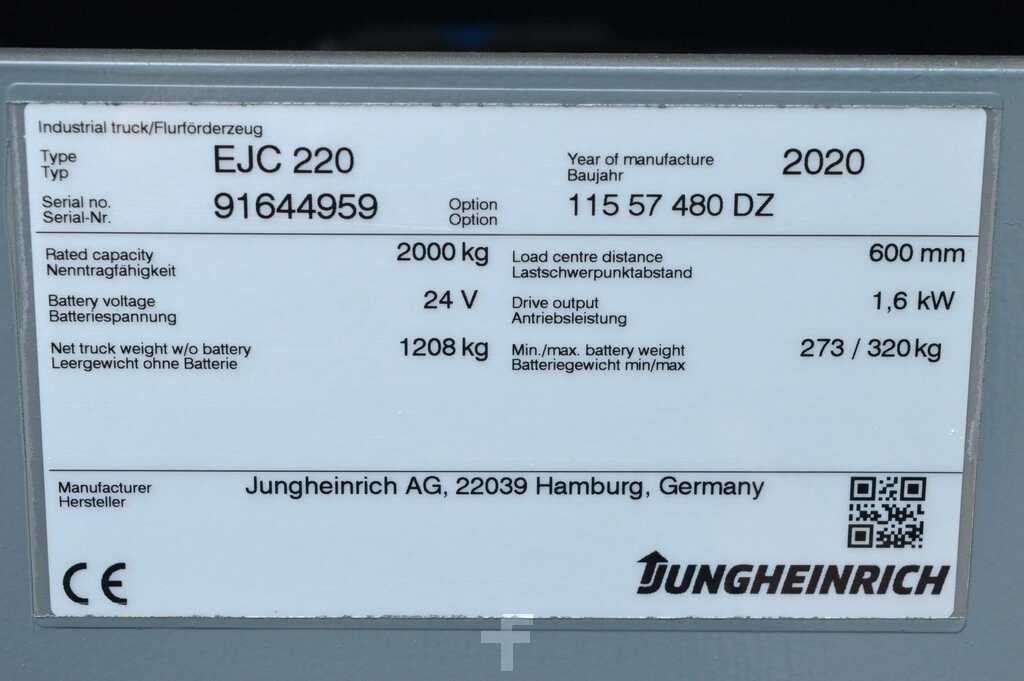 Industrial truck/Flurförderzeug
Type
Typ
EJC 220
Year of manufacture
Baujahr
2020
Serial no.
Serial-Nr.
91644959
Option
Option
115 57 480 DZ
Rated capacity
Nenntragfähigkeit
2000 kg
Load centre distance
Lastschwerpunktabstand
600 mm
Battery voltage
Batteriespannung
24 V
Drive output
Antriebsleistung
1,6 kW
Net truck weight w/o battery
Leergewicht ohne Batterie
1208 kg
Min./max. battery weight
Batteriegewicht min/max
273 / 320 kg
Manufacturer
Hersteller
Jungheinrich AG, 22039 Hamburg, Germany
CE
JUNGHEINRICH